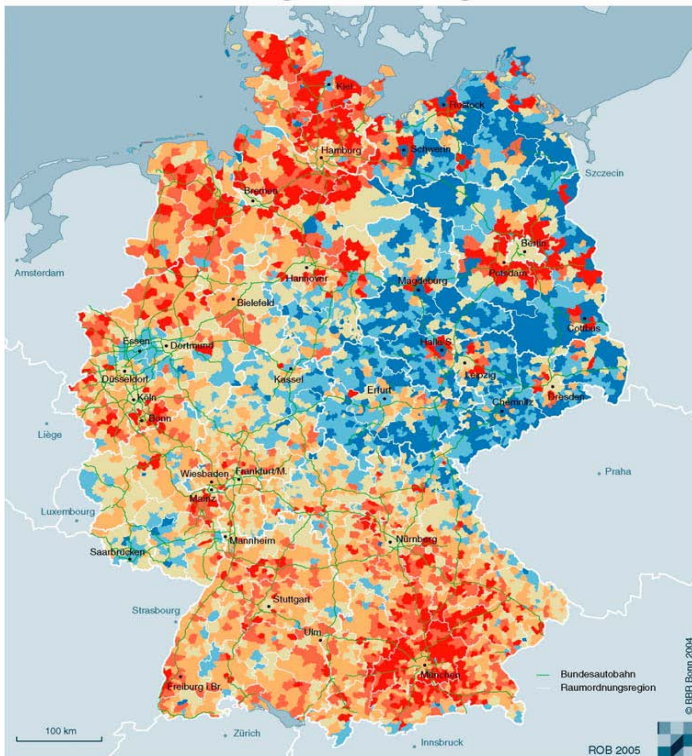 Kiel
Rostock
Schwerin
Hamburg
Szczecin
Bremen
Berlin
Amsterdam
Hannover
Potsdam
Magdeburg
Bielefeld
Cottbus
Essen
Dortmund
Halle S.
Düsseldorf
Leipzig
Kassel
Köln
Erfurt
Dresden
Chemnitz
Bonn
Liège
Wiesbaden
Frankfurt/M.
Praha
Mainz
Luxembourg
Mannheim
Nürnberg
Saarbrücken
Stuttgart
Strasbourg
Ulm
München
Bundesautobahn
Freiburg i.Br.
Raumordnungsregion
© BBR Bonn 2004
100 km
Zürich
Innsbruck
ROB 2005